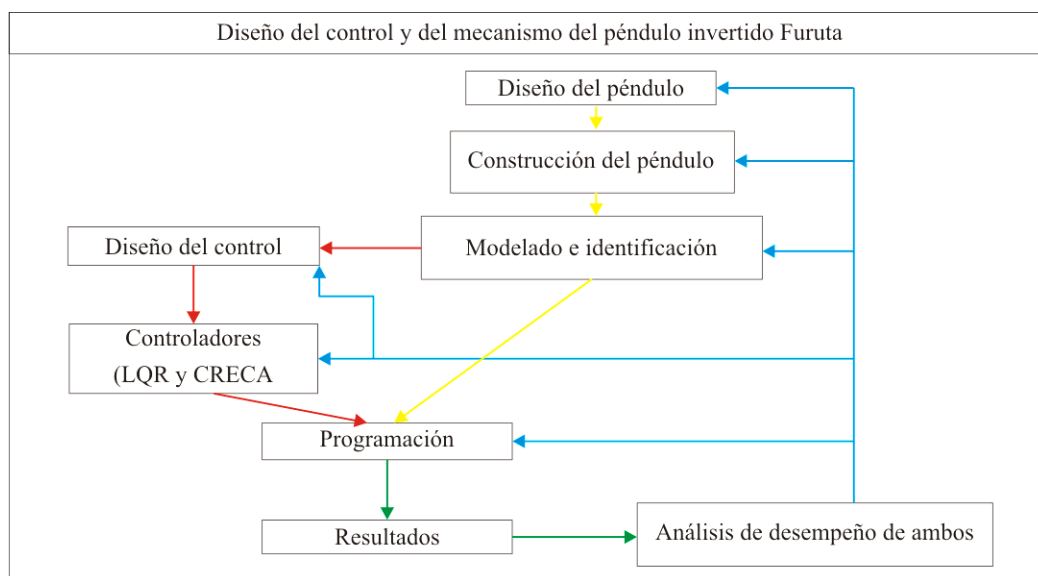 Diseño del control y del mecanismo del péndulo invertido Furuta
Diseño del péndulo
Construcción del péndulo
Modelado e identificación
Diseño del control
Controladores
(LQR y CRECA
Programación
Resultados
Análisis de desempeño de ambos